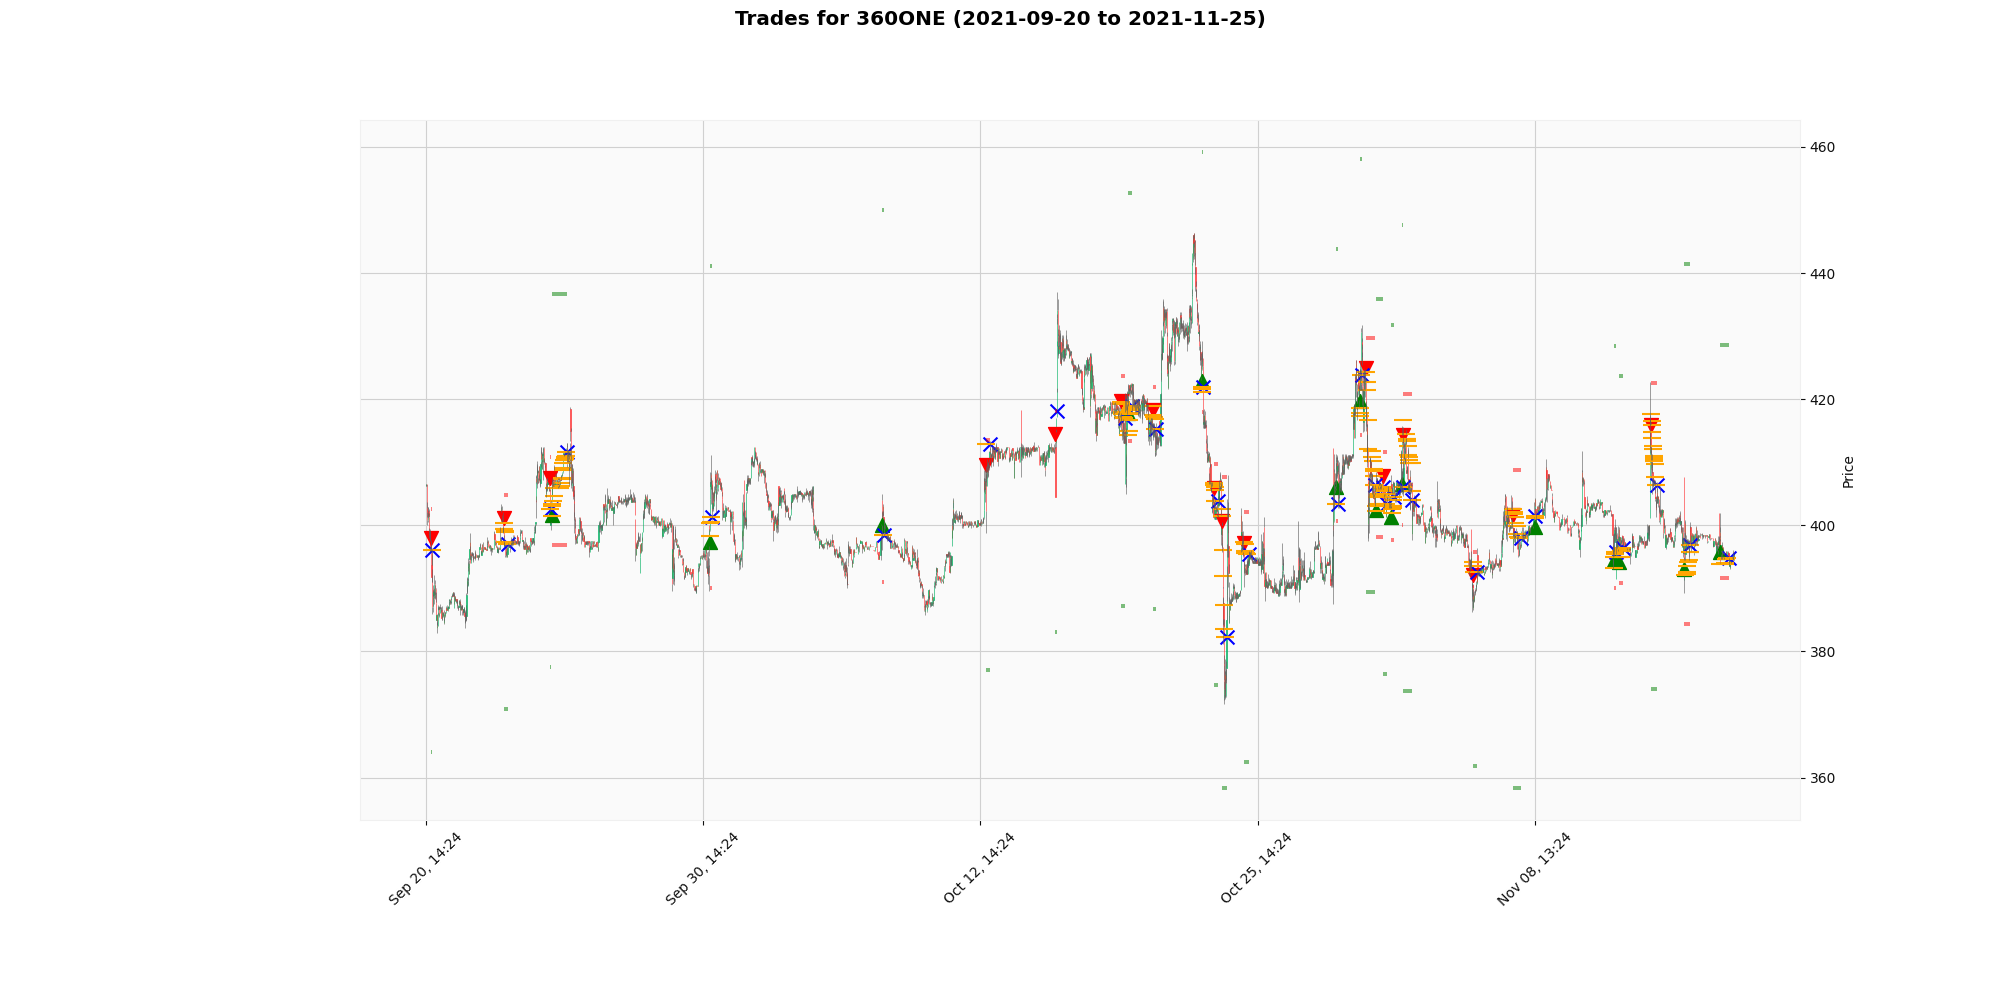 Trades for 360ONE (2021-09-20 to 2021-11-25)
460
440
420
400
380
360
Price
Sep 20, 14:24
Sep 30, 14:24
Oct 12, 14:24
Oct 25, 14:24
Nov 08, 13:24